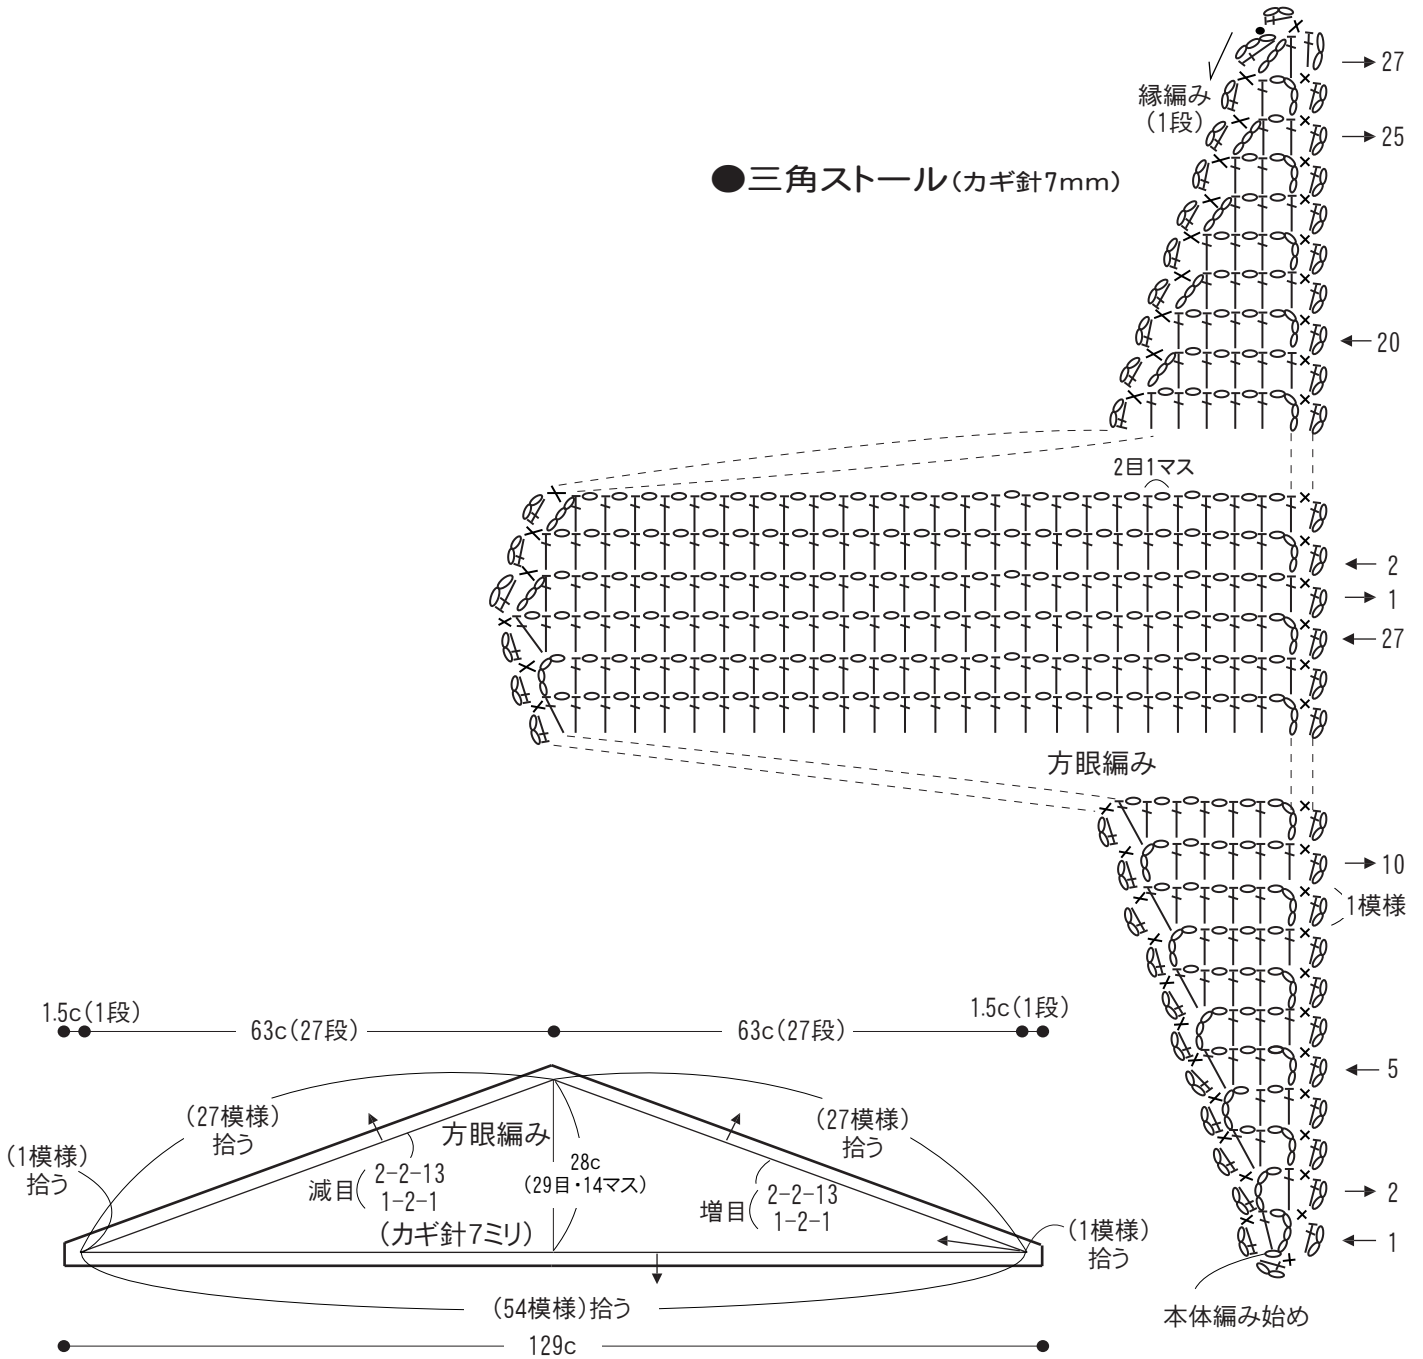 27
縁編み
(1段)
25
●三角ストール(カギ針7mm)
20
2目1マス
2
1
27
方眼編み
10
1模様
5
2
1
本体編み始め
1.5c(1段)
63c(27段)
63c(27段)
1.5c(1段)
(27模様)
拾う
方眼編み
(27模様)
拾う
(1模様)
拾う
減目
2-2-13
1-2-1
28c
(29目・14マス)
増目
2-2-13
1-2-1
(カギ針7ミリ)
(1模様)
拾う
(54模様)拾う
129c